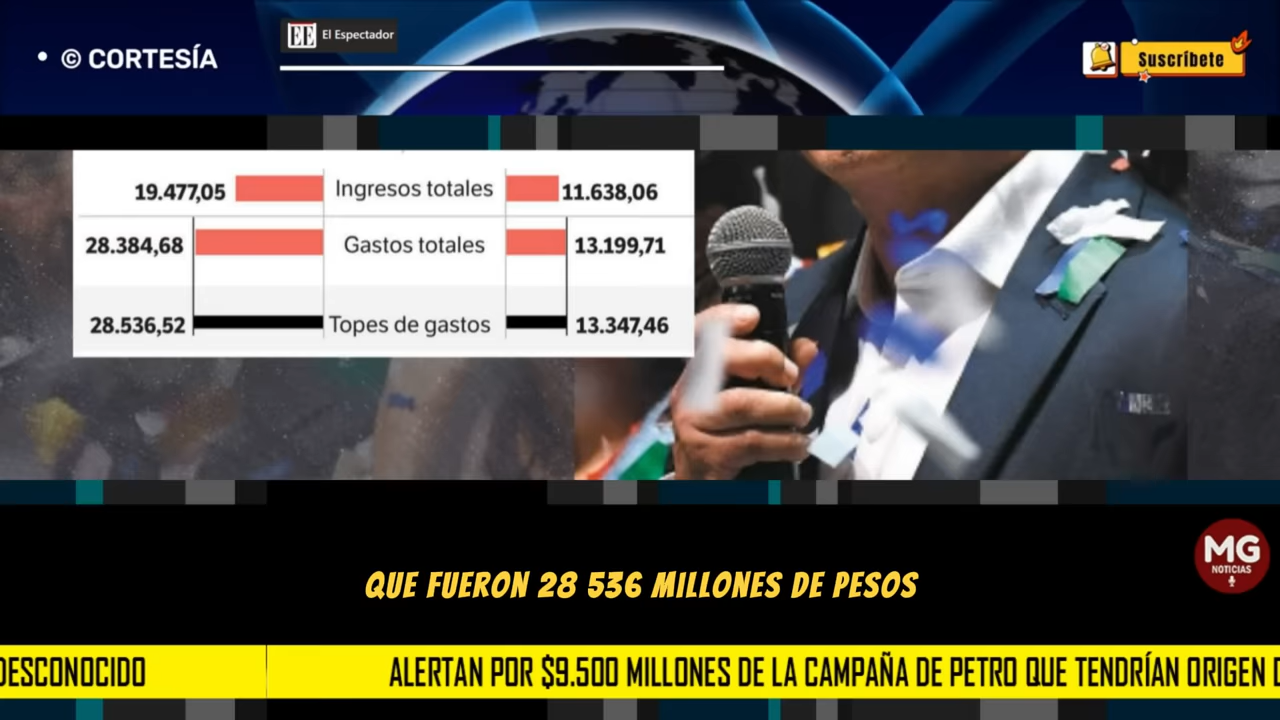 • © CORTESÍA
EE El Espectador
Suscríbete
19.477,05 Ingresos totales 11.638,06
28.384,68 Gastos totales 13.199,71
28.536,52 Topes de gastos 13.347,46
MG
NOTICIAS
QUE FUERON 28 536 MILLONES DE PESOS
DESCONOCIDO ALERTAN POR $9.500 MILLONES DE LA CAMPAÑA DE PETRO QUE TENDRÍAN ORIGEN